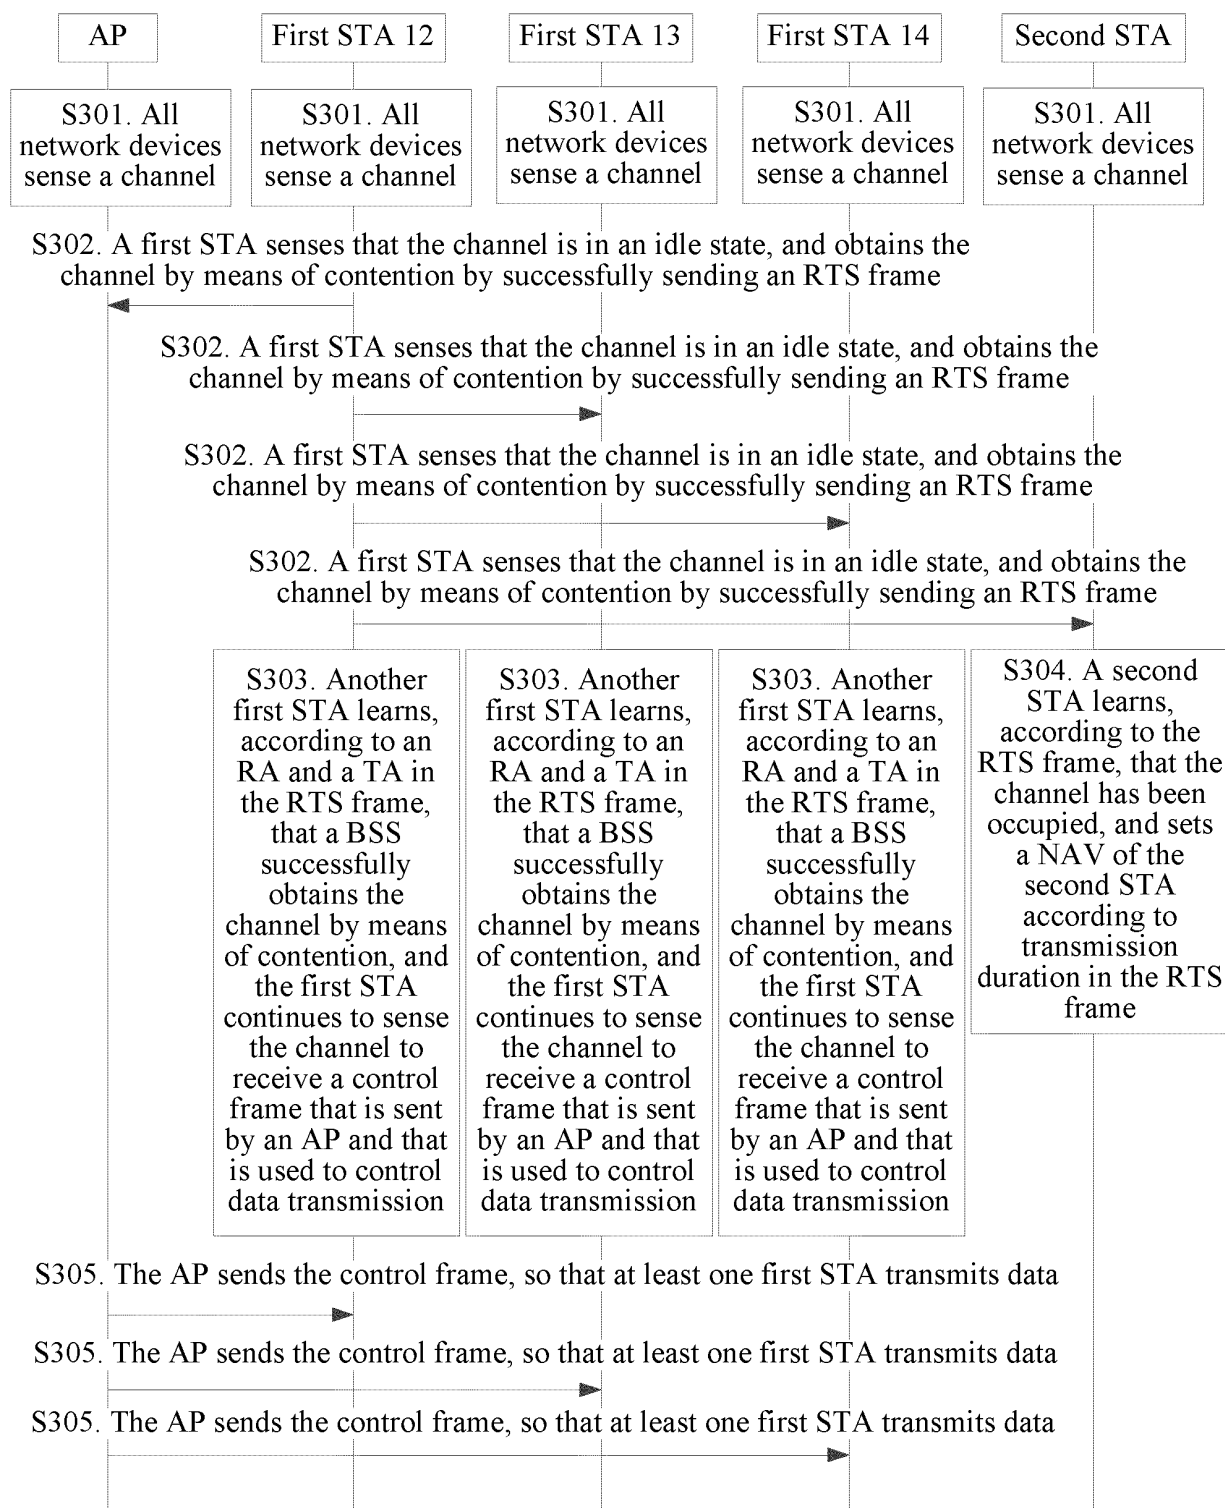 AP
First STA 12
First STA 13
First STA 14
Second STA
S301. All
network devices
sense a channel
S301. All
network devices
sense a channel
S301. All
network devices
sense a channel
S301. All
network devices
sense a channel
S301. All
network devices
sense a channel
S302. A first STA senses that the channel is in an idle state, and obtains the
channel by means of contention by successfully sending an RTS frame
S302. A first STA senses that the channel is in an idle state, and obtains the
channel by means of contention by successfully sending an RTS frame
S302. A first STA senses that the channel is in an idle state, and obtains the
channel by means of contention by successfully sending an RTS frame
S302. A first STA senses that the channel is in an idle state, and obtains the
channel by means of contention by successfully sending an RTS frame
S303. Another
first STA learns,
according to an
RA and a TA in
the RTS frame,
that a BSS
successfully
obtains the
channel by means
of contention, and
the first STA
continues to sense
the channel to
receive a control
frame that is sent
by an AP and that
is used to control
data transmission
S303. Another
first STA learns,
according to an
RA and a TA in
the RTS frame,
that a BSS
successfully
obtains the
channel by means
of contention, and
the first STA
continues to sense
the channel to
receive a control
frame that is sent
by an AP and that
is used to control
data transmission
S303. Another
first STA learns,
according to an
RA and a TA in
the RTS frame,
that a BSS
successfully
obtains the
channel by means
of contention, and
the first STA
continues to sense
the channel to
receive a control
frame that is sent
by an AP and that
is used to control
data transmission
S304. A second
STA learns,
according to the
RTS frame, that the
channel has been
occupied, and sets
a NAV of the
second STA
according to
transmission
duration in the RTS
frame
S305. The AP sends the control frame, so that at least one first STA transmits data
S305. The AP sends the control frame, so that at least one first STA transmits data
S305. The AP sends the control frame, so that at least one first STA transmits data